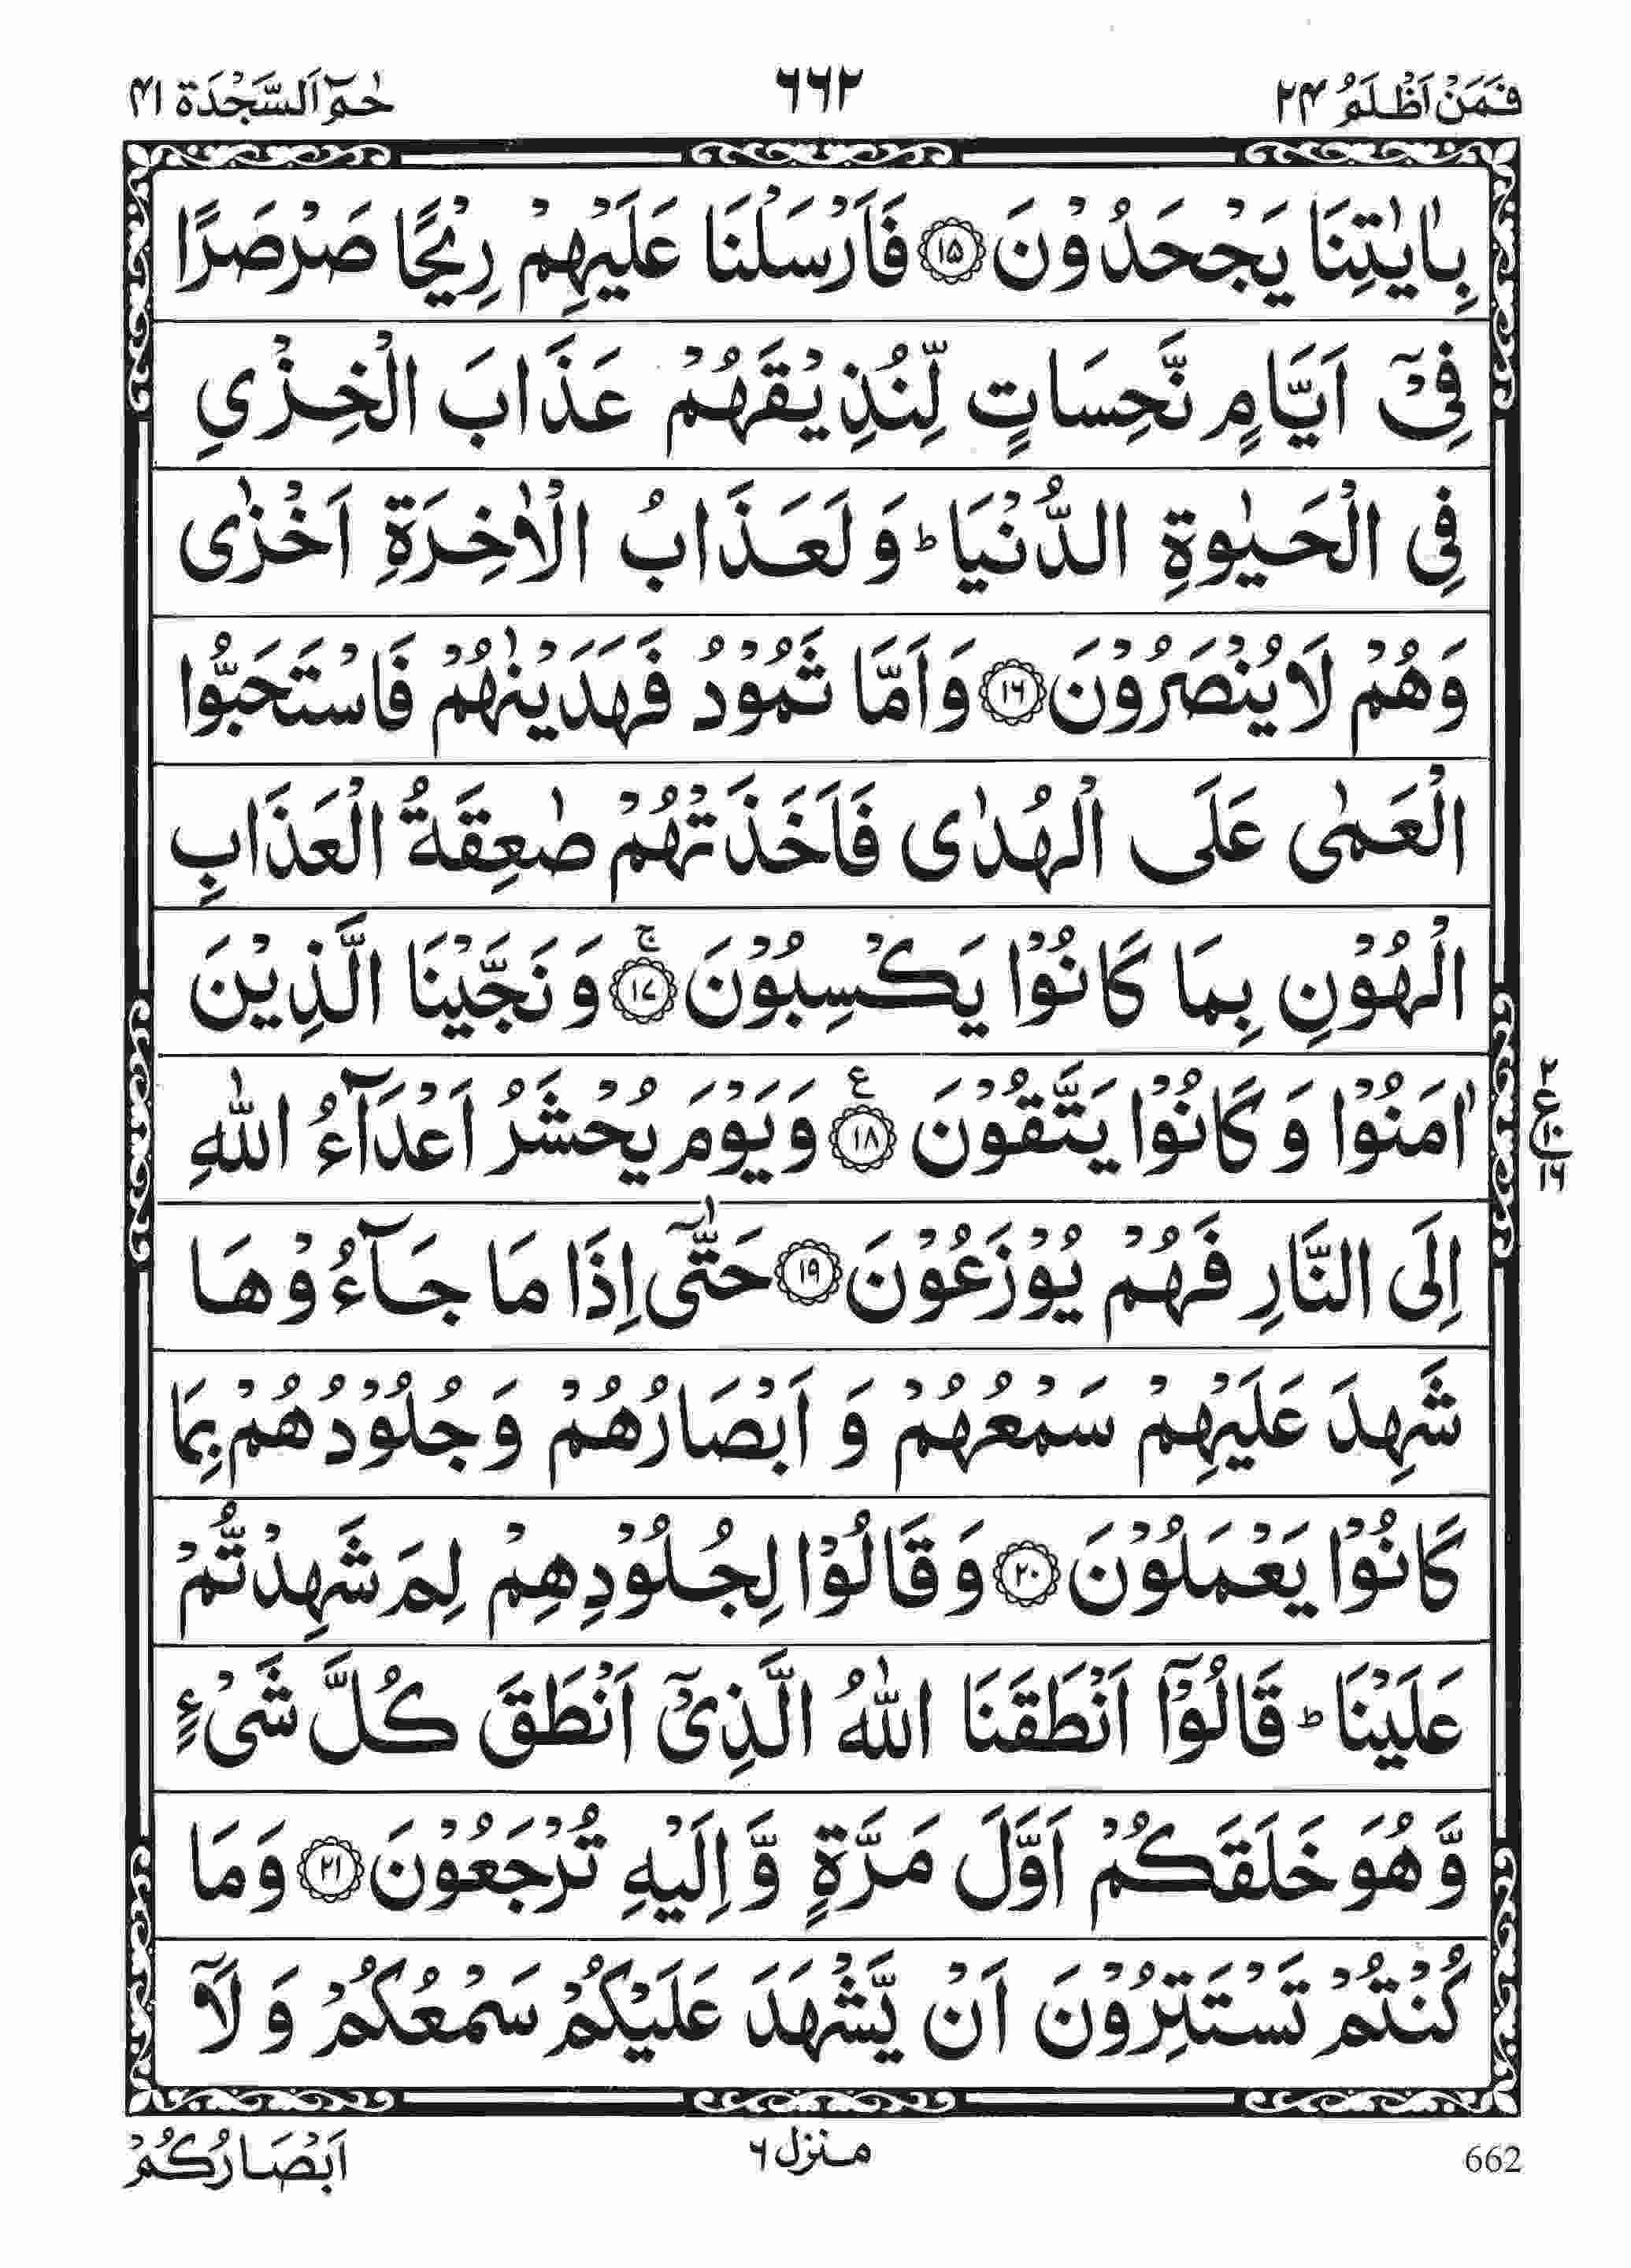 فَمَنْ اَظْلَمُ ۲۴
۶۶۲
حٰمٓ اَلسَّجْدَة ۴۱
بِاٰيٰتِنَا يَجْحَدُوْنَ ۝۱۵ فَاَرْسَلْنَا عَلَيْهِمْ رِيْحًا صَرْصَرًا
فِىْٓ اَيَّامٍ نَّحِسَاتٍ لِّنُذِيْقَهُمْ عَذَابَ الْخِزْىِ
فِى الْحَيٰوةِ الدُّنْيَا ؕ وَ لَعَذَابُ الْاٰخِرَةِ اَخْزٰى
وَهُمْ لَا يُنْصَرُوْنَ ۝۱۶ وَاَمَّا ثَمُوْدُ فَهَدَيْنٰهُمْ فَاسْتَحَبُّوا
الْعَمٰى عَلَى الْهُدٰى فَاَخَذَتْهُمْ صٰعِقَةُ الْعَذَابِ
الْهُوْنِ بِمَا كَانُوْا يَكْسِبُوْنَ ۝۱۷ ۚ وَ نَجَّيْنَا الَّذِيْنَ
اٰمَنُوْا وَ كَانُوْا يَتَّقُوْنَ ۝۱۸ ع وَيَوْمَ يُحْشَرُ اَعْدَآءُ اللّٰهِ
۲
ع
۱۶
اِلَى النَّارِ فَهُمْ يُوْزَعُوْنَ ۝۱۹ حَتّٰٓى اِذَا مَا جَآءُوْهَا
شَهِدَ عَلَيْهِمْ سَمْعُهُمْ وَ اَبْصَارُهُمْ وَ جُلُوْدُهُمْ بِمَا
كَانُوْا يَعْمَلُوْنَ ۝۲۰ وَ قَالُوْا لِجُلُوْدِهِمْ لِمَ شَهِدْتُّمْ
عَلَيْنَا ؕ قَالُوْٓا اَنْطَقَنَا اللّٰهُ الَّذِىْٓ اَنْطَقَ كُلَّ شَىْءٍ
وَّ هُوَ خَلَقَكُمْ اَوَّلَ مَرَّةٍ وَّ اِلَيْهِ تُرْجَعُوْنَ ۝۲۱ وَمَا
كُنْتُمْ تَسْتَتِرُوْنَ اَنْ يَّشْهَدَ عَلَيْكُمْ سَمْعُكُمْ وَ لَآ
اَبْصَارُكُمْ
منزل ۶
662